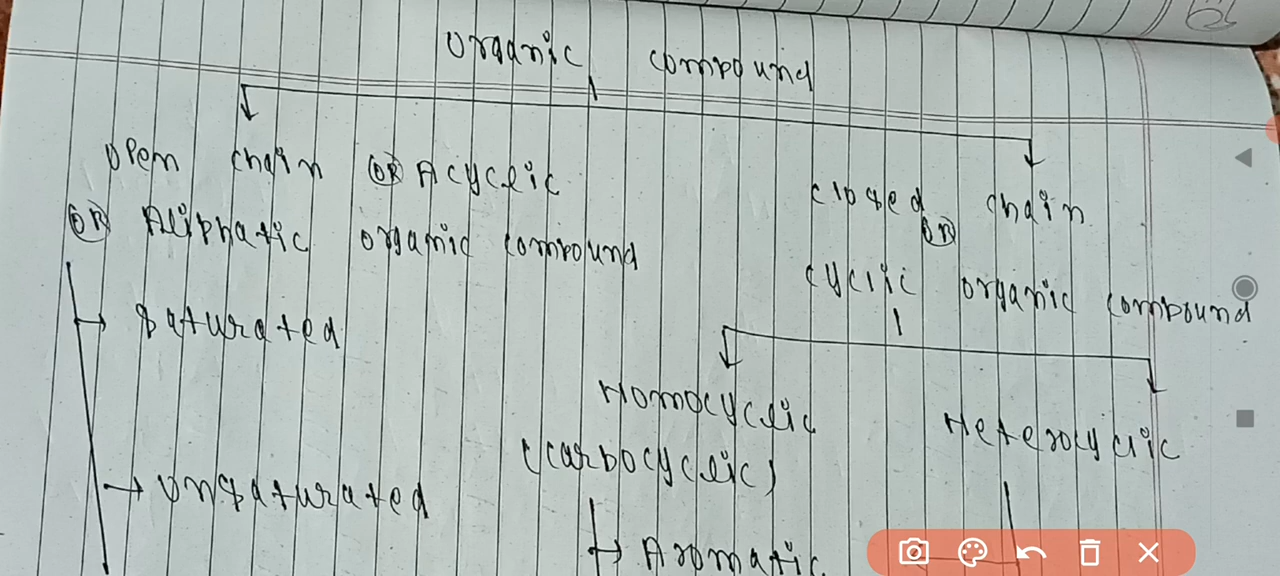 organic compound
open chain OR Acyclic
OR Aliphatic organic compound
closed chain
OR
cyclic organic compound
saturated
Homocyclic
(carbocyclic)
Heterocyclic
unsaturated
Aromatic